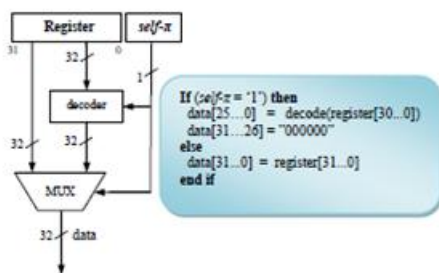 Register
self-π
31
0
32
1
decoder
32
32
MUX
32
data
If (self-π = '1') then
data[25...0] = decode(register[30...0])
data[31...26] = "000000"
else
data[31...0] = register[31...0]
end if